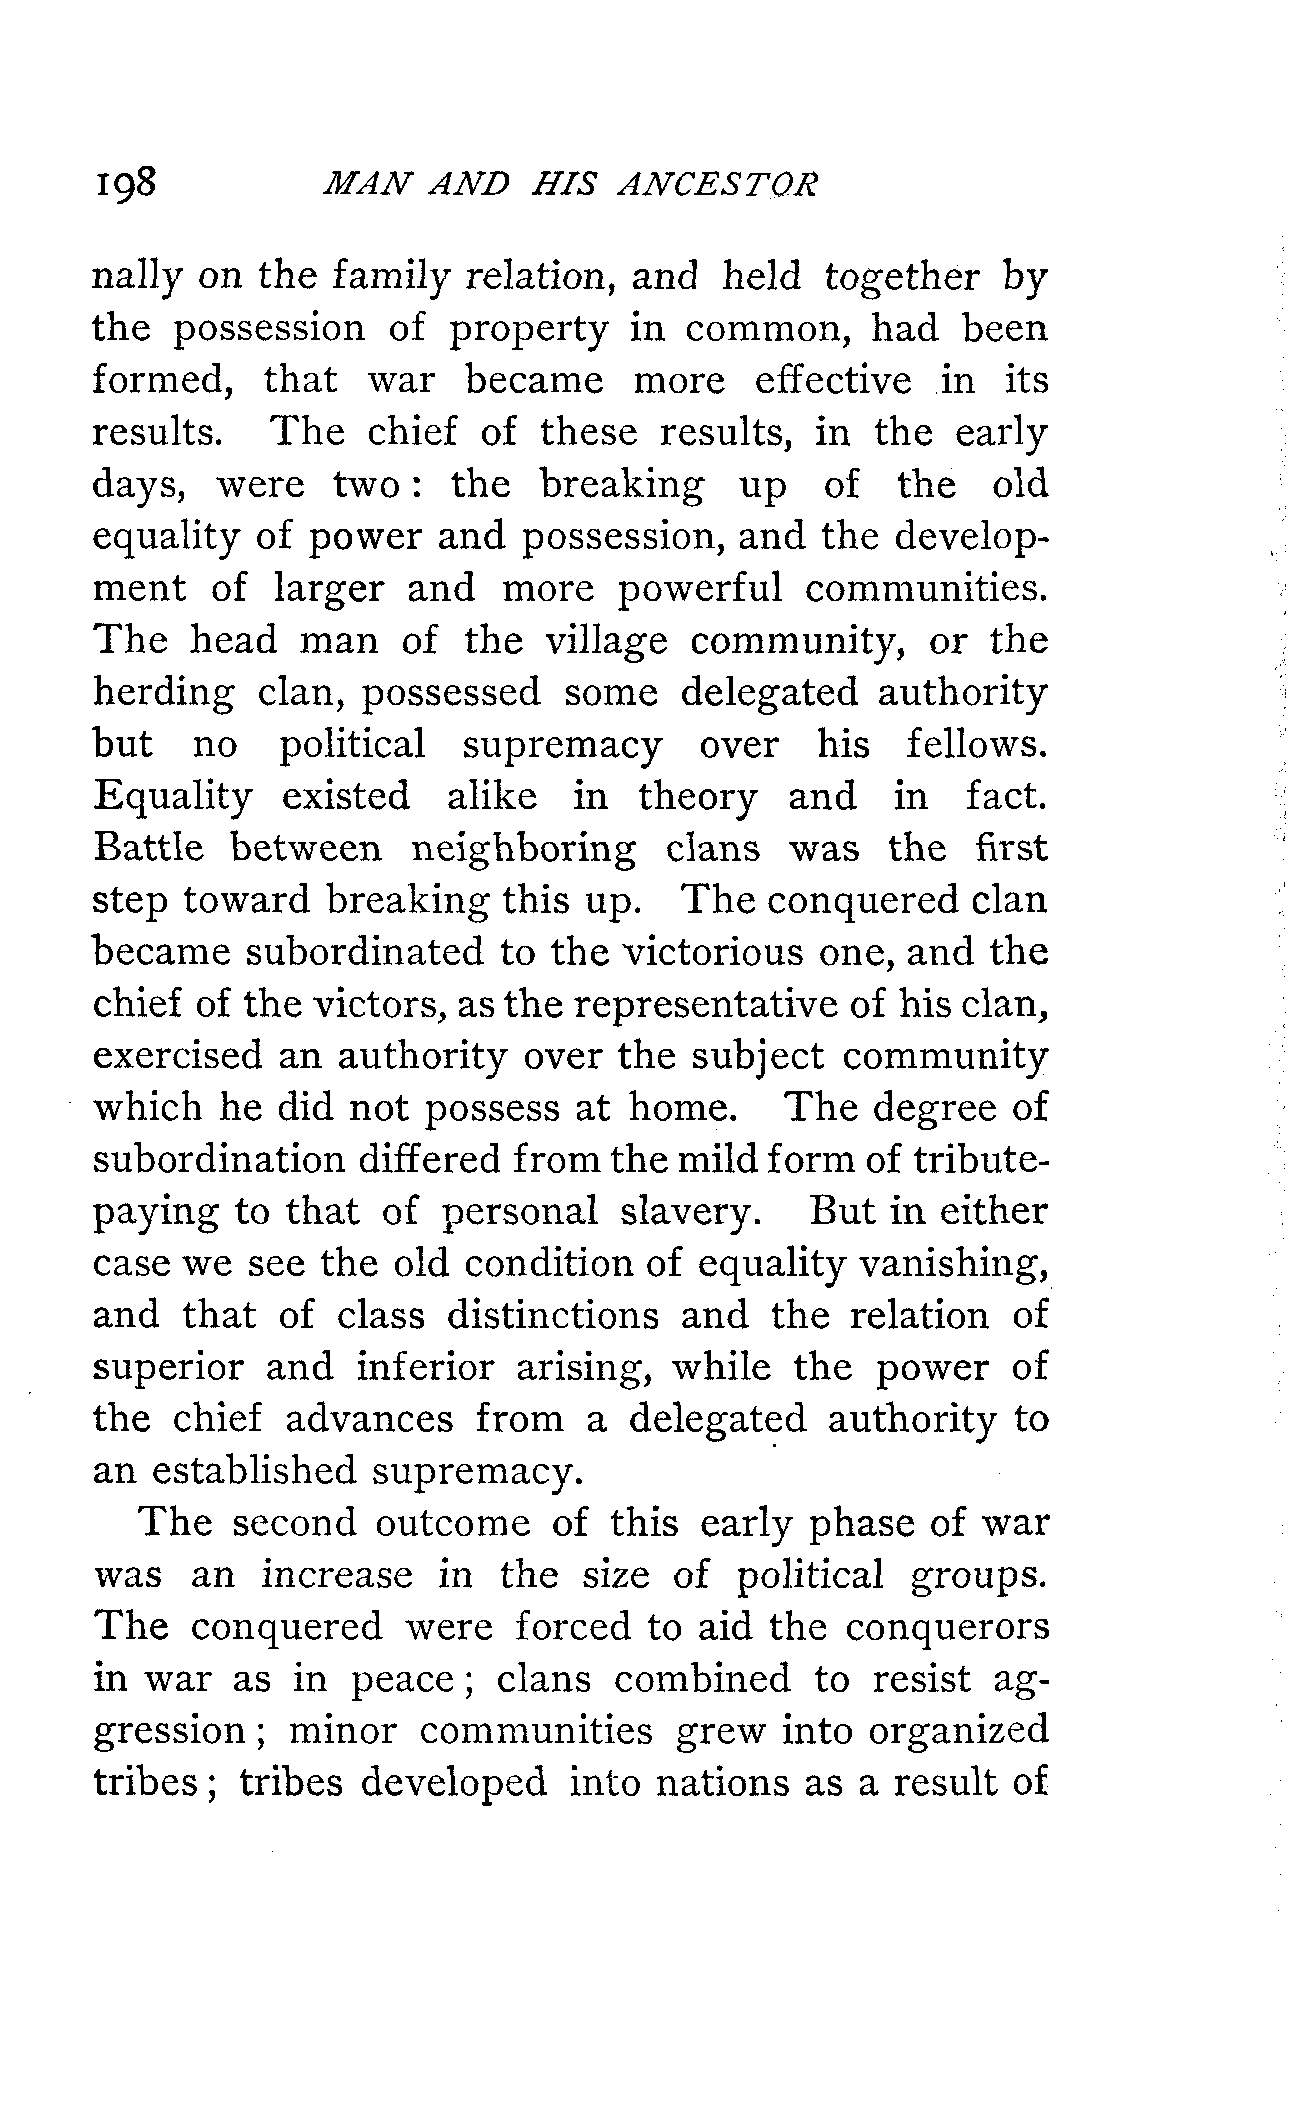 198 MAN AND HIS ANCESTOR
nally on the family relation, and held together by
the possession of property in common, had been
formed, that war became more effective in its
results. The chief of these results, in the early
days, were two : the breaking up of the old
equality of power and possession, and the develop-
ment of larger and more powerful communities.
The head man of the village community, or the
herding clan, possessed some delegated authority
but no political supremacy over his fellows.
Equality existed alike in theory and in fact.
Battle between neighboring clans was the first
step toward breaking this up. The conquered clan
became subordinated to the victorious one, and the
chief of the victors, as the representative of his clan,
exercised an authority over the subject community
which he did not possess at home. The degree of
subordination differed from the mild form of tribute-
paying to that of personal slavery. But in either
case we see the old condition of equality vanishing,
and that of class distinctions and the relation of
superior and inferior arising, while the power of
the chief advances from a delegated authority to
an established supremacy.
The second outcome of this early phase of war
was an increase in the size of political groups.
The conquered were forced to aid the conquerors
in war as in peace ; clans combined to resist ag-
gression ; minor communities grew into organized
tribes ; tribes developed into nations as a result of